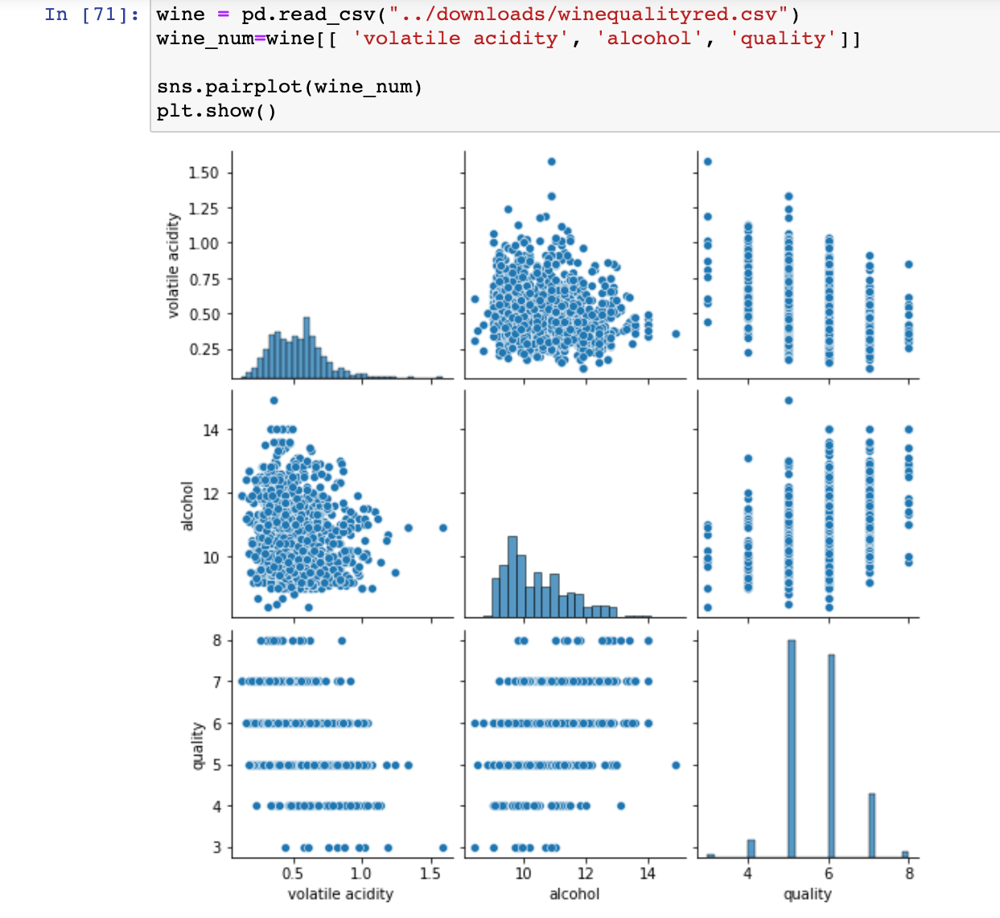 In [71]: wine = pd.read_csv("../downloads/winequalityred.csv")
wine_num=wine[[ 'volatile acidity', 'alcohol', 'quality']]
sns.pairplot(wine_num)
plt.show()
1.50
1.25
1.00
0.75
0.50
0.25
volatile acidity
14
12
10
alcohol
8
7
6
5
4
3
quality
0.5 1.0 1.5
volatile acidity
10 12 14
alcohol
4 6 8
quality